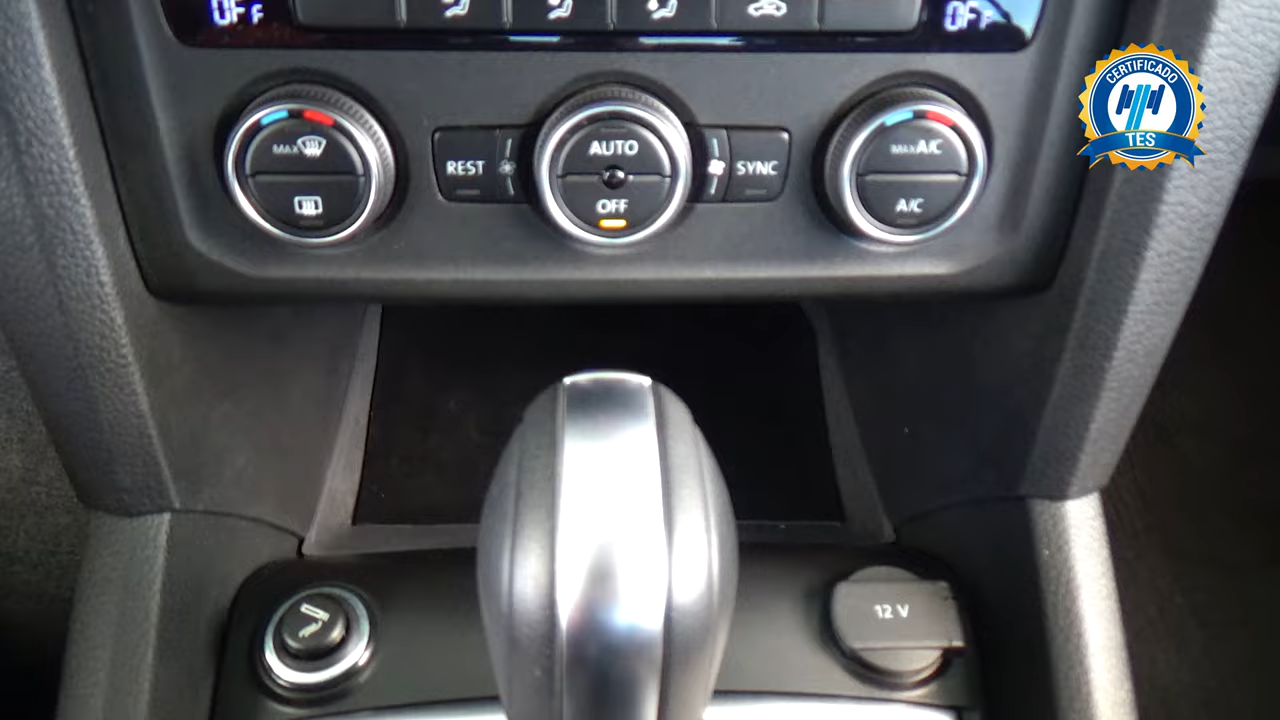 OFF
OFF
CERTIFICADO
TES
MAX
REST
AUTO
OFF
SYNC
MAX A/C
A/C
12 V